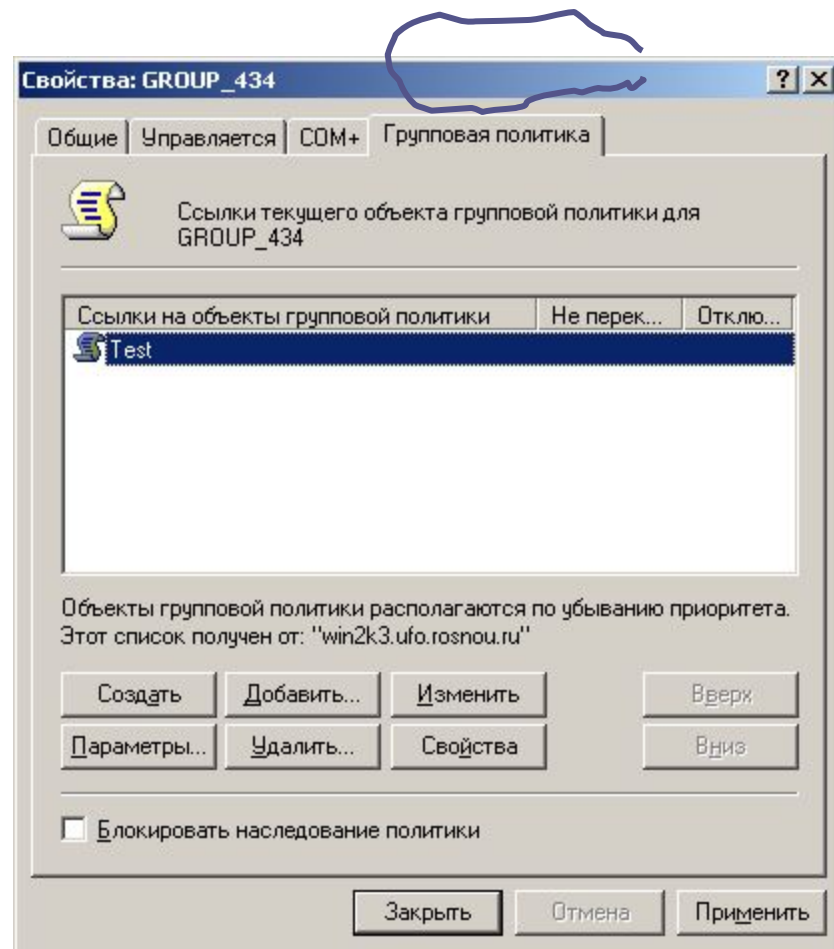 Свойства: GROUP_434
Общие Управляется COM+ Групповая политика
Ссылки текущего объекта групповой политики для
GROUP_434
Ссылки на объекты групповой политики Не перек... Отклю...
Test
Объекты групповой политики располагаются по убыванию приоритета.
Этот список получен от: "win2k3.ufo.rosnou.ru"
Создать Добавить... Изменить Вверх
Параметры... Удалить... Свойства Вниз
Блокировать наследование политики
Закрыть Отмена Применить